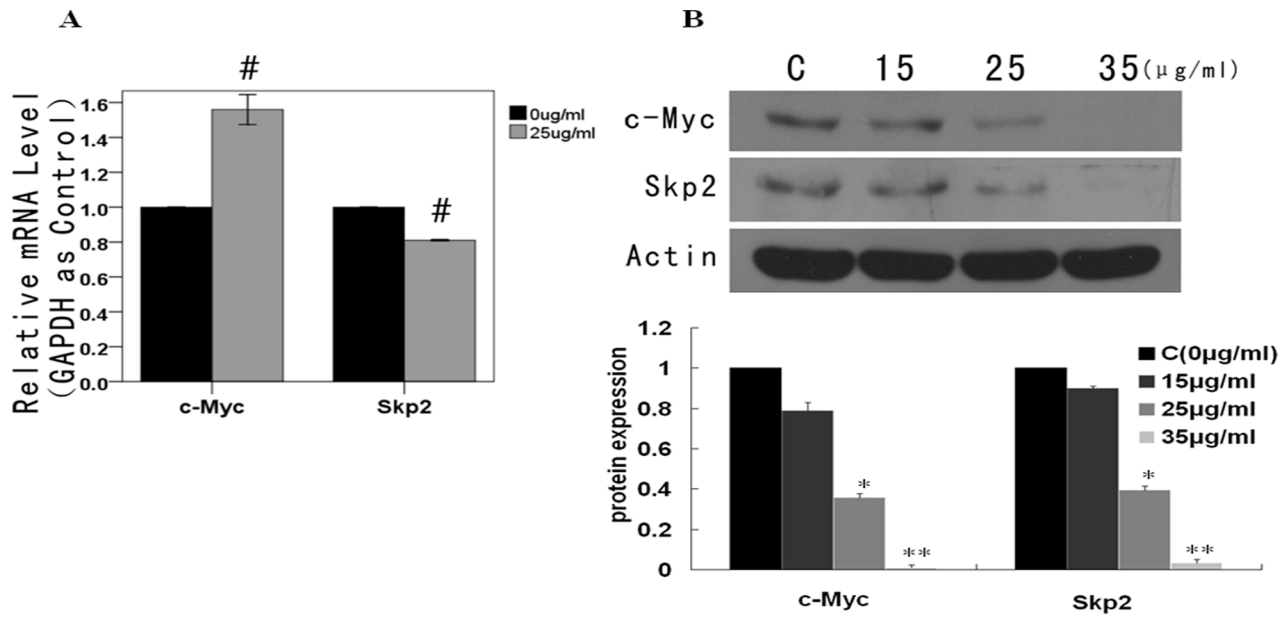 A
Relative mRNA Level
(GAPDH as Control)
1.6
1.4
1.2
1.0
0.8
0.6
0.4
0.2
0.0
#
#
c-Myc
Skp2
0ug/ml
25ug/ml
B
C 15 25 35(μg/ml)
c-Myc
Skp2
Actin
protein expression
1.2
1
0.8
0.6
0.4
0.2
0
*
**
*
**
c-Myc
Skp2
C(0μg/ml)
15μg/ml
25μg/ml
35μg/ml